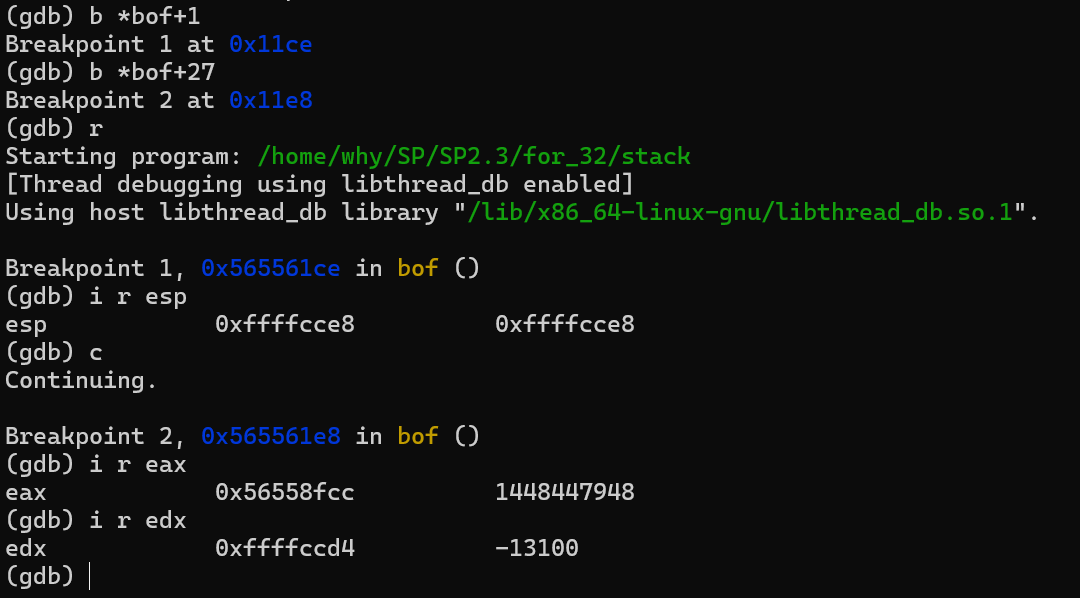 (gdb) b *bof+1
Breakpoint 1 at 0x11ce
(gdb) b *bof+27
Breakpoint 2 at 0x11e8
(gdb) r
Starting program: /home/why/SP/SP2.3/for_32/stack
[Thread debugging using libthread_db enabled]
Using host libthread_db library "/lib/x86_64-linux-gnu/libthread_db.so.1".
Breakpoint 1, 0x565561ce in bof ()
(gdb) i r esp
esp            0xffffcce8          0xffffcce8
(gdb) c
Continuing.
Breakpoint 2, 0x565561e8 in bof ()
(gdb) i r eax
eax            0x56558fcc          1448447948
(gdb) i r edx
edx            0xffffccd4          -13100
(gdb)